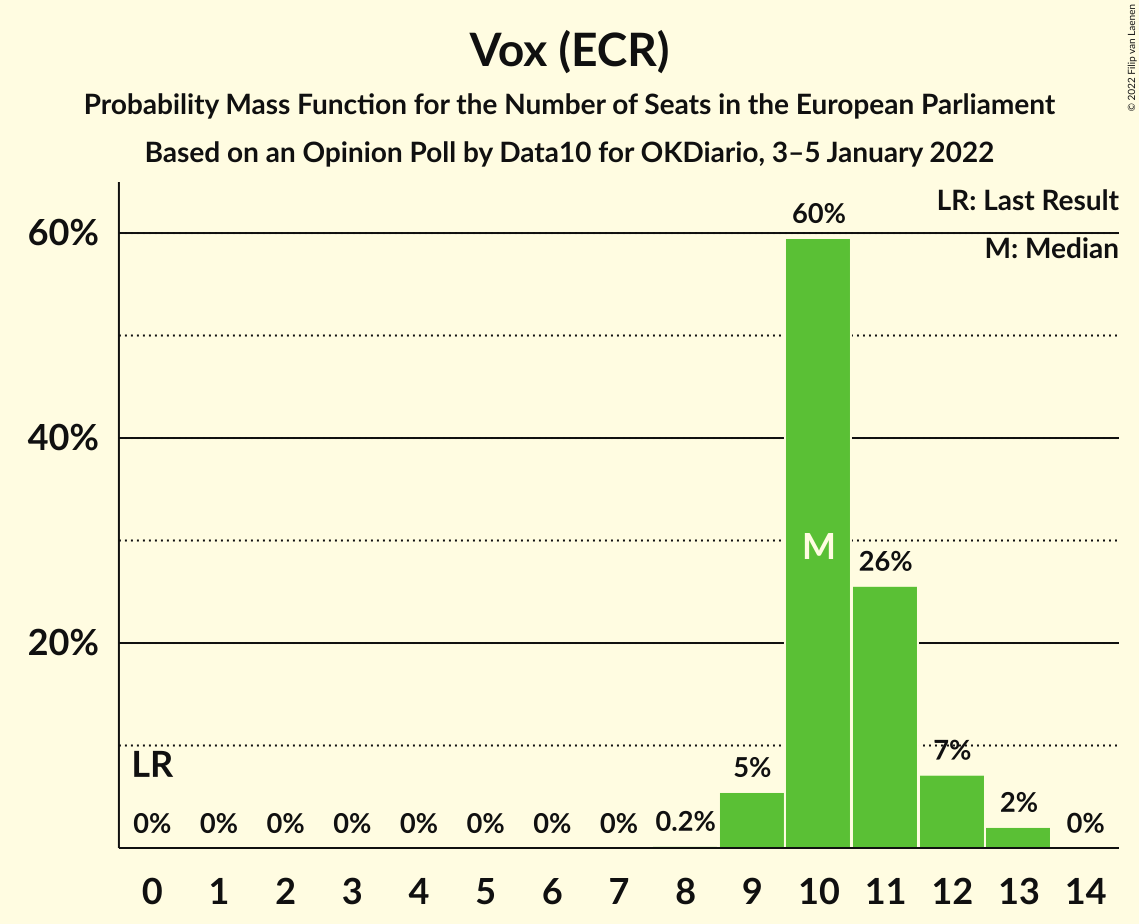 Vox (ECR)
Probability Mass Function for the Number of Seats in the European Parliament
Based on an Opinion Poll by Data10 for OKDiario, 3–5 January 2022
© 2022 Filip van Laenen
LR: Last Result
M: Median
60%
40%
20%
LR
M
0% 0% 0% 0% 0% 0% 0% 0% 0.2% 5% 60% 26% 7% 2% 0%
0 1 2 3 4 5 6 7 8 9 10 11 12 13 14